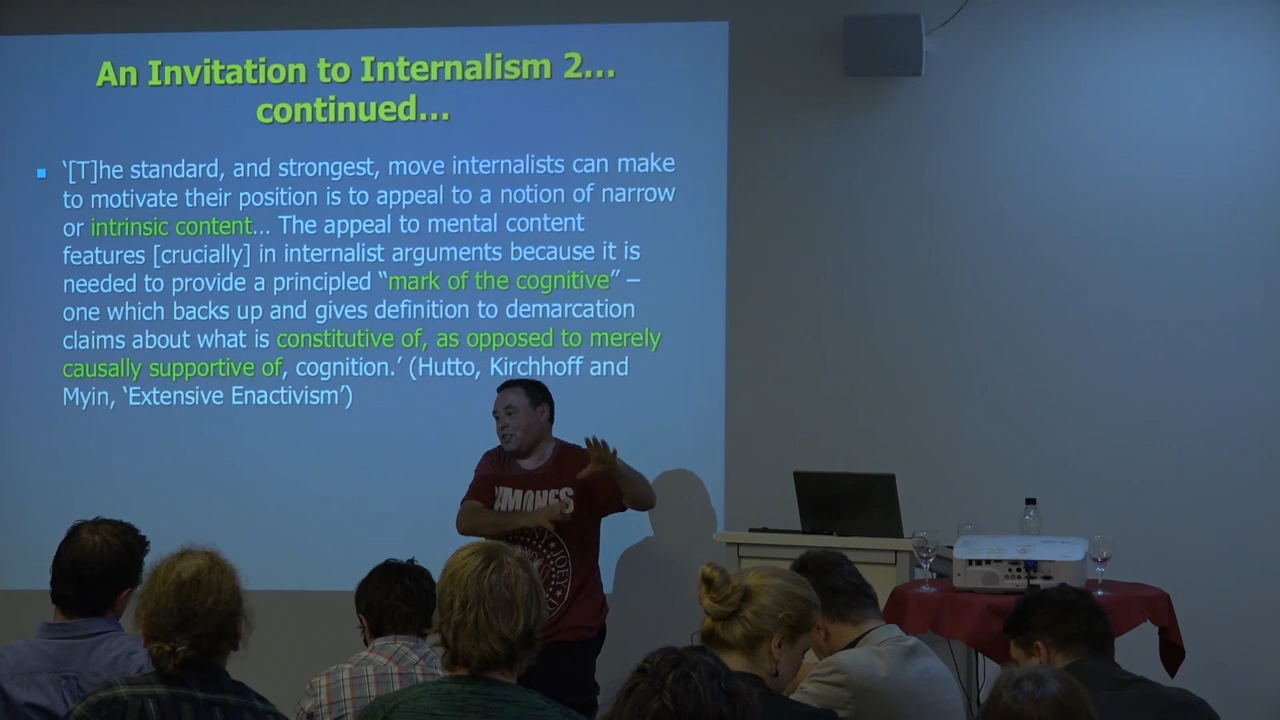 An Invitation to Internalism 2...
continued...
‘[T]he standard, and strongest, move internalists can make
to motivate their position is to appeal to a notion of narrow
or intrinsic content... The appeal to mental content
features [crucially] in internalist arguments because it is
needed to provide a principled “mark of the cognitive” –
one which backs up and gives definition to demarcation
claims about what is constitutive of, as opposed to merely
causally supportive of, cognition.’ (Hutto, Kirchhoff and
Myin, ‘Extensive Enactivism’)
RAMONES
JOEY